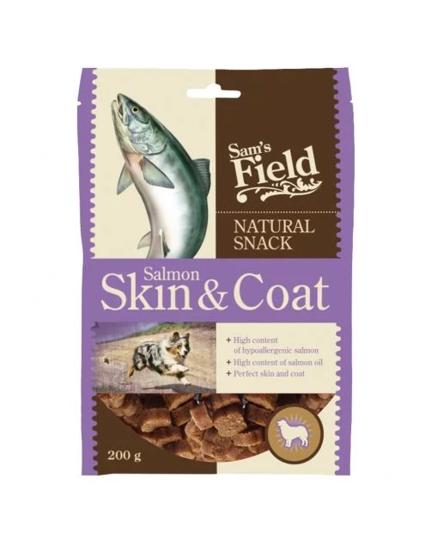 Sam's
Field
NATURAL
SNACK
Salmon
Skin & Coat
+ High content
of hypoallergenic salmon
+ High content of salmon oil
+ Perfect skin and coat
200 g